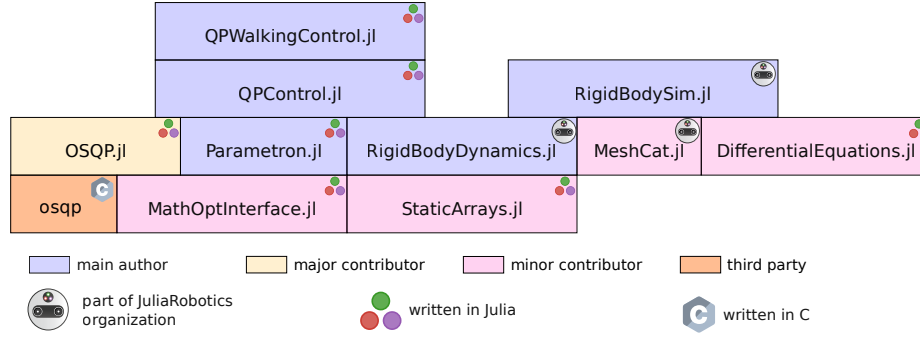 QPWalkingControl.jl
QPControl.jl
RigidBodySim.jl
OSQP.jl
Parametron.jl
RigidBodyDynamics.jl
MeshCat.jl
DifferentialEquations.jl
osqp
MathOptInterface.jl
StaticArrays.jl
main author
major contributor
minor contributor
third party
part of JuliaRobotics
organization
written in Julia
C
written in C